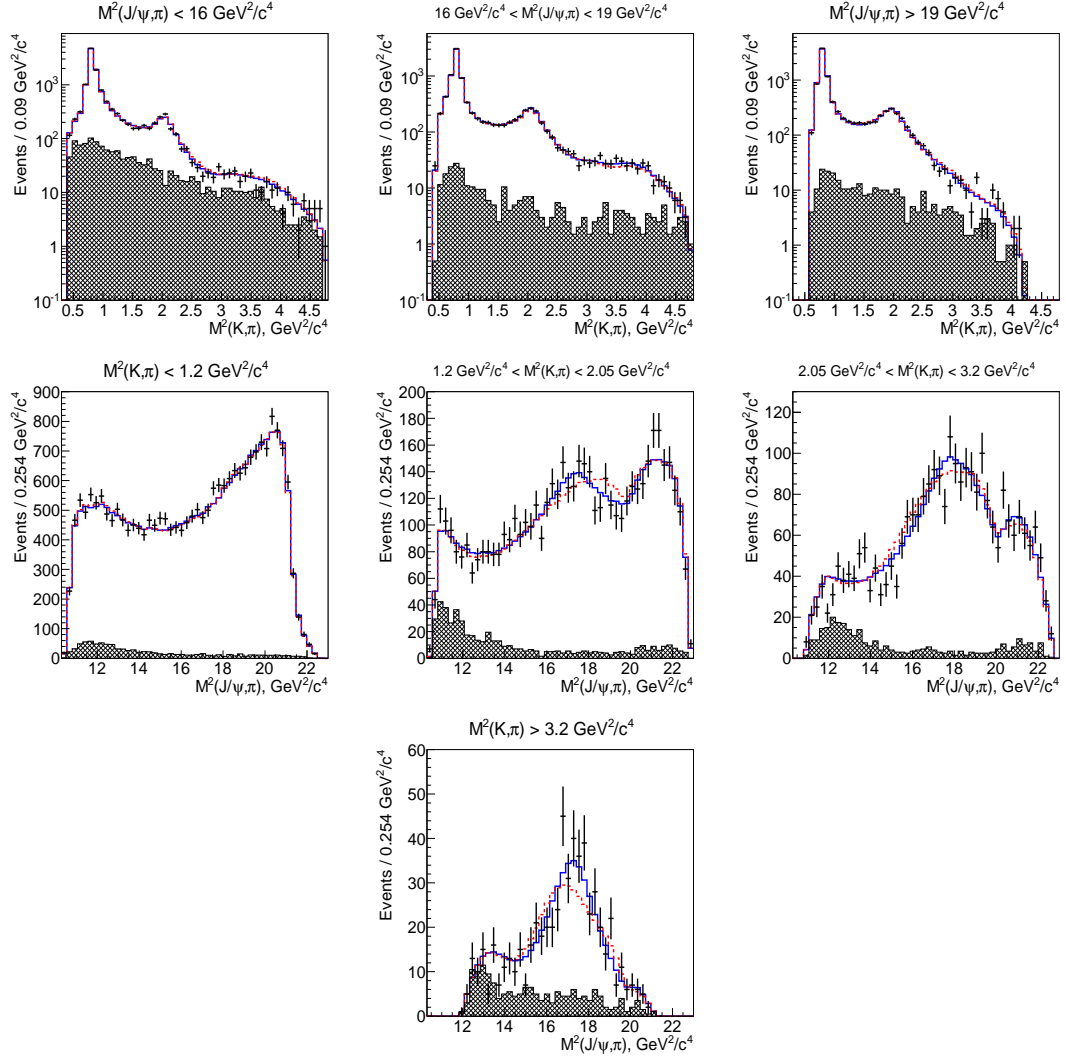 M²(J/ψ,π) < 16 GeV²/c⁴
Events / 0.09 GeV²/c⁴
10³
10²
10
1
10⁻¹
0.5 1 1.5 2 2.5 3 3.5 4 4.5
M²(K,π), GeV²/c⁴
16 GeV²/c⁴ < M²(J/ψ,π) < 19 GeV²/c⁴
Events / 0.09 GeV²/c⁴
10³
10²
10
1
10⁻¹
0.5 1 1.5 2 2.5 3 3.5 4 4.5
M²(K,π), GeV²/c⁴
M²(J/ψ,π) > 19 GeV²/c⁴
Events / 0.09 GeV²/c⁴
10³
10²
10
1
10⁻¹
0.5 1 1.5 2 2.5 3 3.5 4 4.5
M²(K,π), GeV²/c⁴
M²(K,π) < 1.2 GeV²/c⁴
Events / 0.254 GeV²/c⁴
900
800
700
600
500
400
300
200
100
0
12 14 16 18 20 22
M²(J/ψ,π), GeV²/c⁴
1.2 GeV²/c⁴ < M²(K,π) < 2.05 GeV²/c⁴
Events / 0.254 GeV²/c⁴
200
180
160
140
120
100
80
60
40
20
0
12 14 16 18 20 22
M²(J/ψ,π), GeV²/c⁴
2.05 GeV²/c⁴ < M²(K,π) < 3.2 GeV²/c⁴
Events / 0.254 GeV²/c⁴
120
100
80
60
40
20
0
12 14 16 18 20 22
M²(J/ψ,π), GeV²/c⁴
M²(K,π) > 3.2 GeV²/c⁴
Events / 0.254 GeV²/c⁴
60
50
40
30
20
10
0
12 14 16 18 20 22
M²(J/ψ,π), GeV²/c⁴